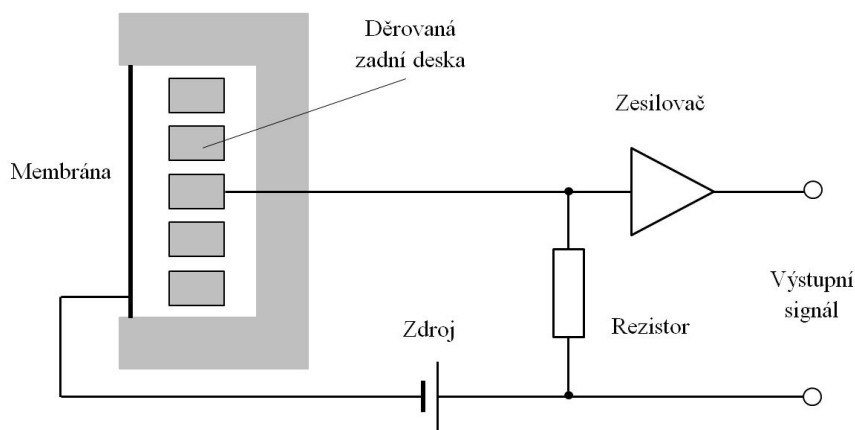 Děrovaná
zadní deska
Zesilovač
Membrána
Výstupní
signál
Zdroj
Rezistor